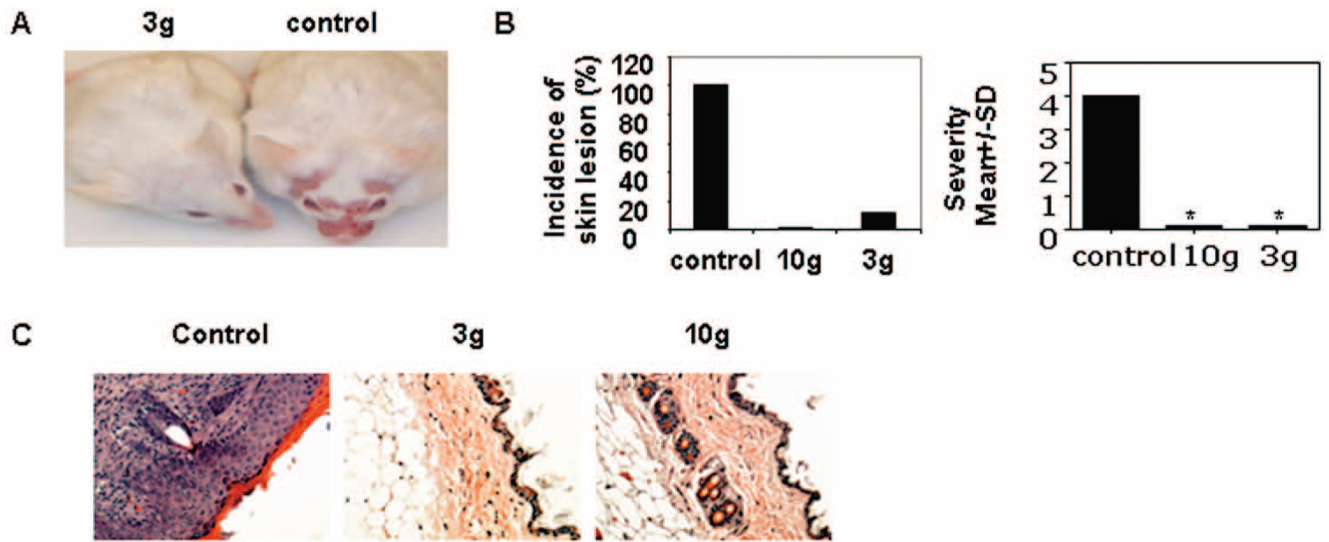 A
3g control
B
Incidence of
skin lesion (%)
120
100
80
60
40
20
0
control 10g 3g
Severity
Mean+/-SD
5
4
3
2
1
0
* *
control 10g 3g
C
Control 3g 10g